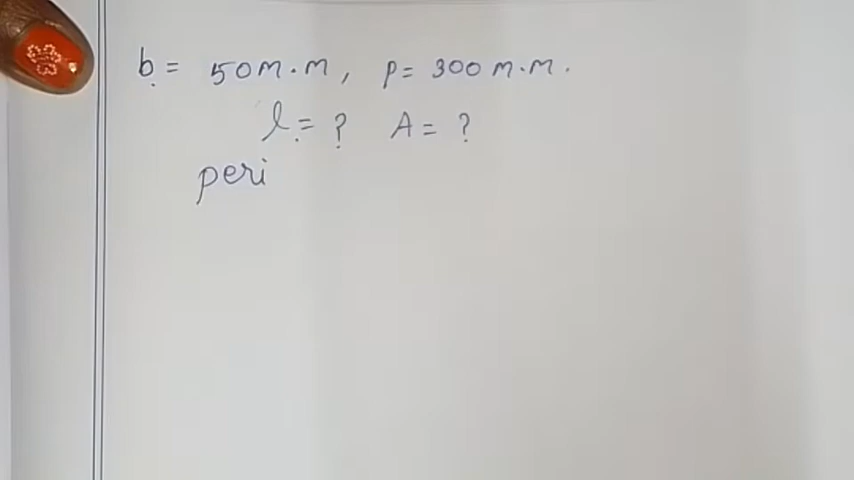 b = 50 m.m, p = 300 m.m.
l = ? A = ?
peri